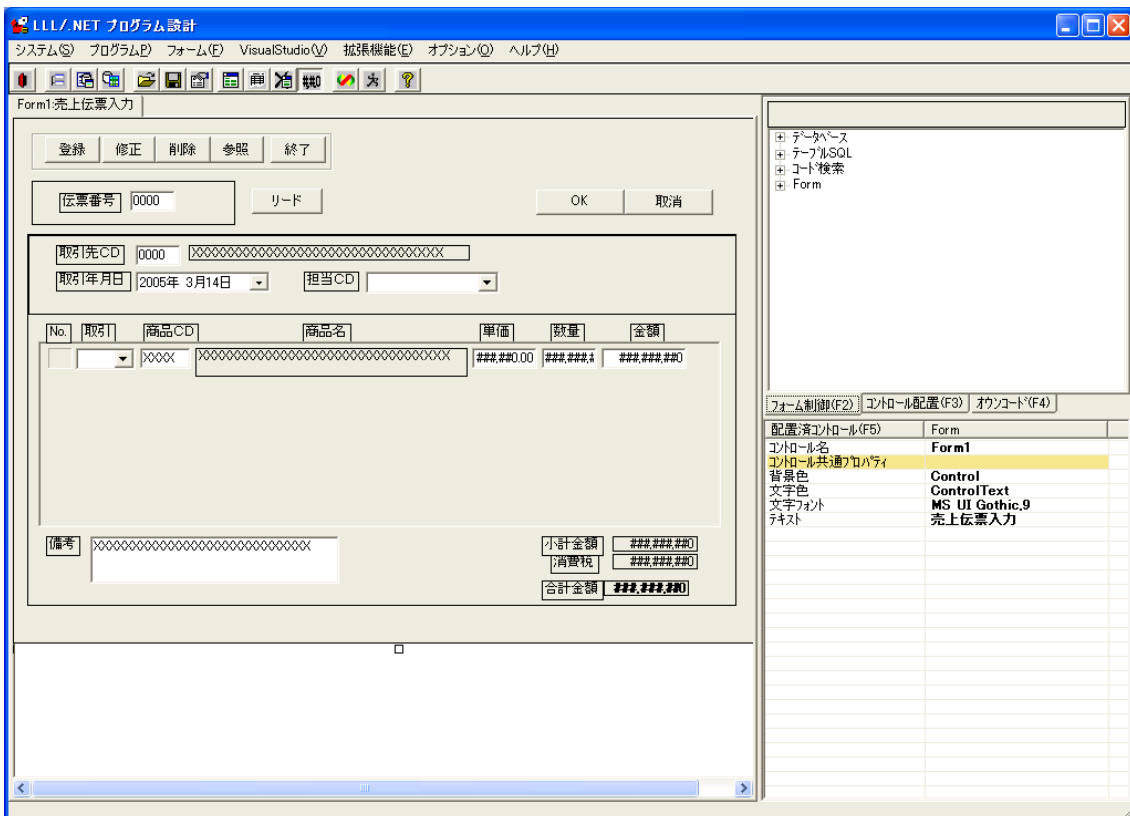 LLL/.NET プログラム設計
システム(S) プログラム(P) フォーム(F) VisualStudio(V) 拡張機能(E) オプション(O) ヘルプ(H)
##0
Form1:売上伝票入力
登録 修正 削除 参照 終了
伝票番号 0000 リード OK 取消
取引先CD 0000 XXXXXXXXXXXXXXXXXXXXXXXXXXXXXX
取引年月日 2005年 3月14日 担当CD
No. 取引 商品CD 商品名 単価 数量 金額
XXXX XXXXXXXXXXXXXXXXXXXXXXXXXXXXXX ###,##0.00 ###,###,# ###,###,##0
備考 XXXXXXXXXXXXXXXXXXXXXXXXXXXXXX
小計金額 ###,###,##0
消費税 ###,###,##0
合計金額 ###,###,##0
データベース
テーブルSQL
コード検索
Form
フォーム制御(F2) コントロール配置(F3) オウンコード(F4)
配置済コントロール(F5) Form
コントロール名 Form1
コントロール共通プロパティ
背景色 Control
文字色 ControlText
文字フォント MS UI Gothic,9
テキスト 売上伝票入力